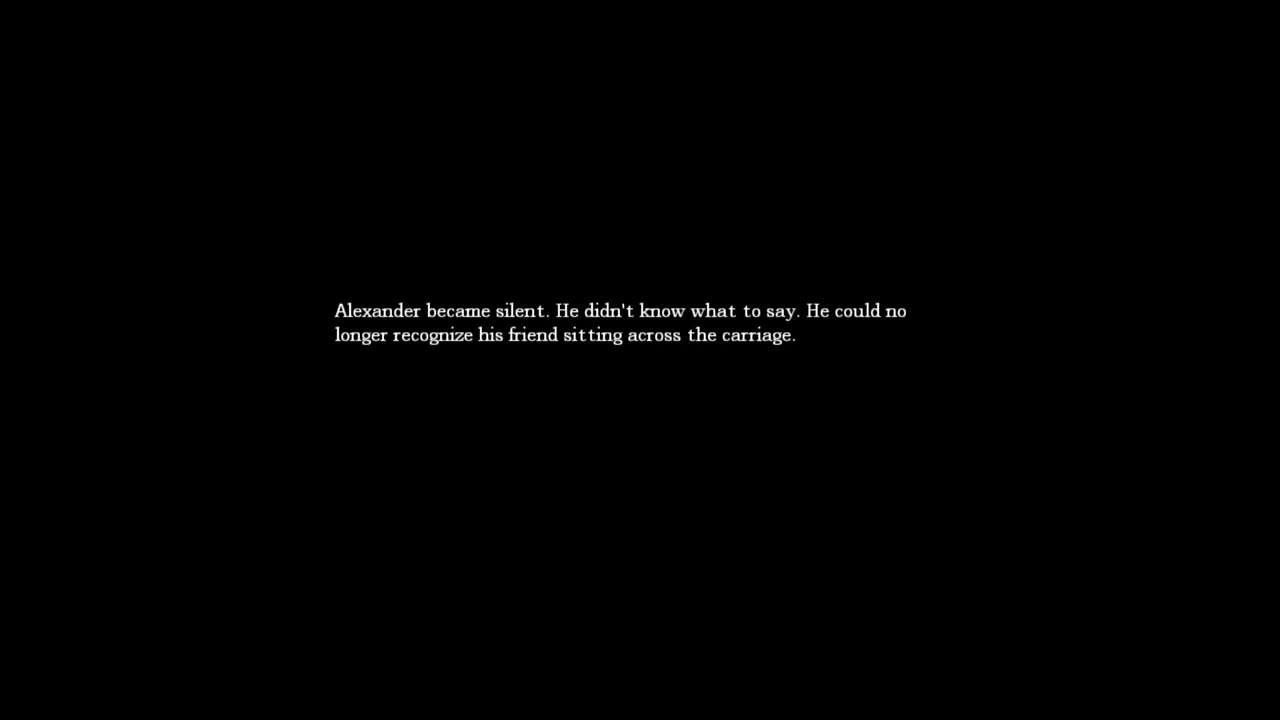 Alexander became silent. He didn't know what to say. He could no
longer recognize his friend sitting across the carriage.